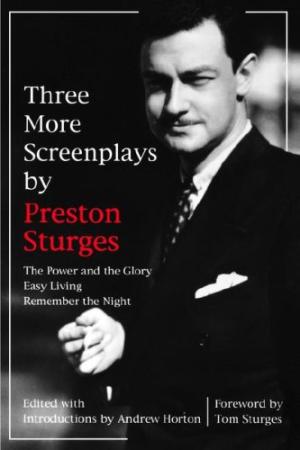 Three
More
Screenplays
by
Preston
Sturges
The Power and the Glory
Easy Living
Remember the Night
Edited with
Introductions by Andrew Horton
Foreword by
Tom Sturges